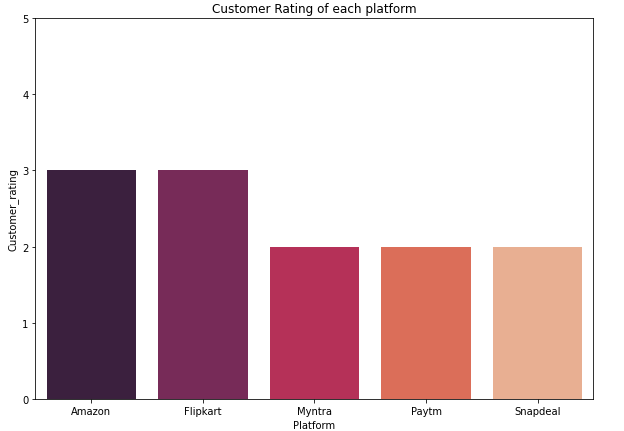 Customer Rating of each platform
5
4
3
2
1
0
Customer_rating
Amazon Flipkart Myntra Paytm Snapdeal
Platform